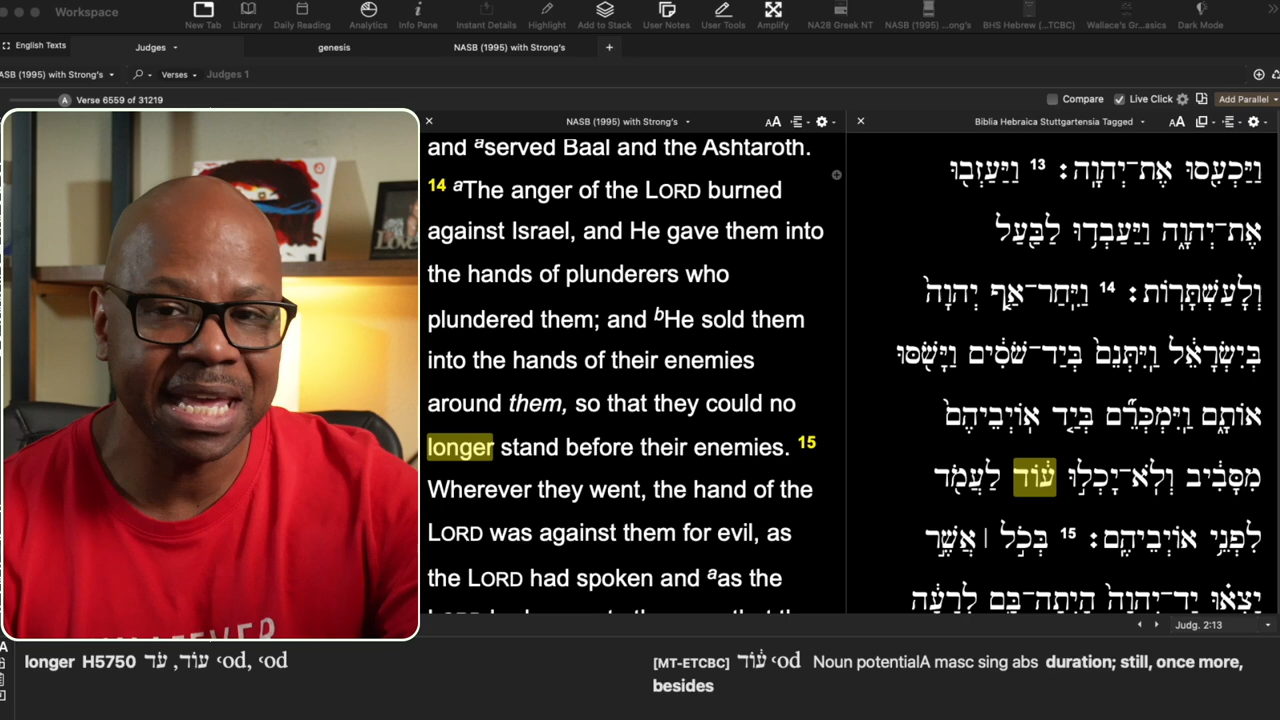 Workspace
New Tab
Library
Daily Reading
Analytics
Info Pane
Instant Details
Highlight
Add to Stack
User Notes
User Tools
Amplify
NA28 Greek NT
NASB (1995) ...ong's
BHS Hebrew (...TCBC)
Wallace's Gr...asics
Dark Mode
English Texts
Judges
genesis
NASB (1995) with Strong's
+
ASB (1995) with Strong's
Verses
Judges 1
A Verse 6559 of 31219
Compare
Live Click
Add Parallel
NASB (1995) with Strong's
AA
Biblia Hebraica Stuttgartensia Tagged
AA
and ªserved Baal and the Ashtaroth.
14 ªThe anger of the LORD burned
against Israel, and He gave them into
the hands of plunderers who
plundered them; and ᵇHe sold them
into the hands of their enemies
around them, so that they could no
longer stand before their enemies. 15
Wherever they went, the hand of the
LORD was against them for evil, as
the LORD had spoken and ªas the
וַיַּכְעִ֖סוּ אֶת־יְהוָֽה׃ 13 וַיַּעַזְב֖וּ
אֶת־יְהוָ֑ה וַיַּעַבְד֥וּ לַבַּ֖עַל
וְלָעַשְׁתָּרֽוֹת׃ 14 וַיִּֽחַר־אַ֤ף יְהוָה֙
בְּיִשְׂרָאֵ֔ל וַֽיִּתְּנֵם֙ בְּיַד־שֹׁסִ֔ים וַיָּשֹׁ֖סּוּ
אוֹתָ֑ם וַֽיִּמְכְּרֵ֞ם בְּיַ֤ד אֽוֹיְבֵיהֶם֙
מִסָּבִ֔יב וְלֹֽא־יָכְל֣וּ ע֔וֹד לַעֲמֹ֖ד
לִפְנֵ֥י אוֹיְבֵיהֶֽם׃ 15 בְּכֹ֣ל ׀ אֲשֶׁ֣ר
יָצְא֗וּ יַד־יְהוָה֙ הָיְתָה־בָּ֣ם לְרָעָ֔ה
Judg. 2:13
longer H5750 עוֹד, עֹד ʿod, ʿod
[MT-ETCBC] ע֔וֹד ʿod Noun potentialA masc sing abs duration; still, once more,
besides